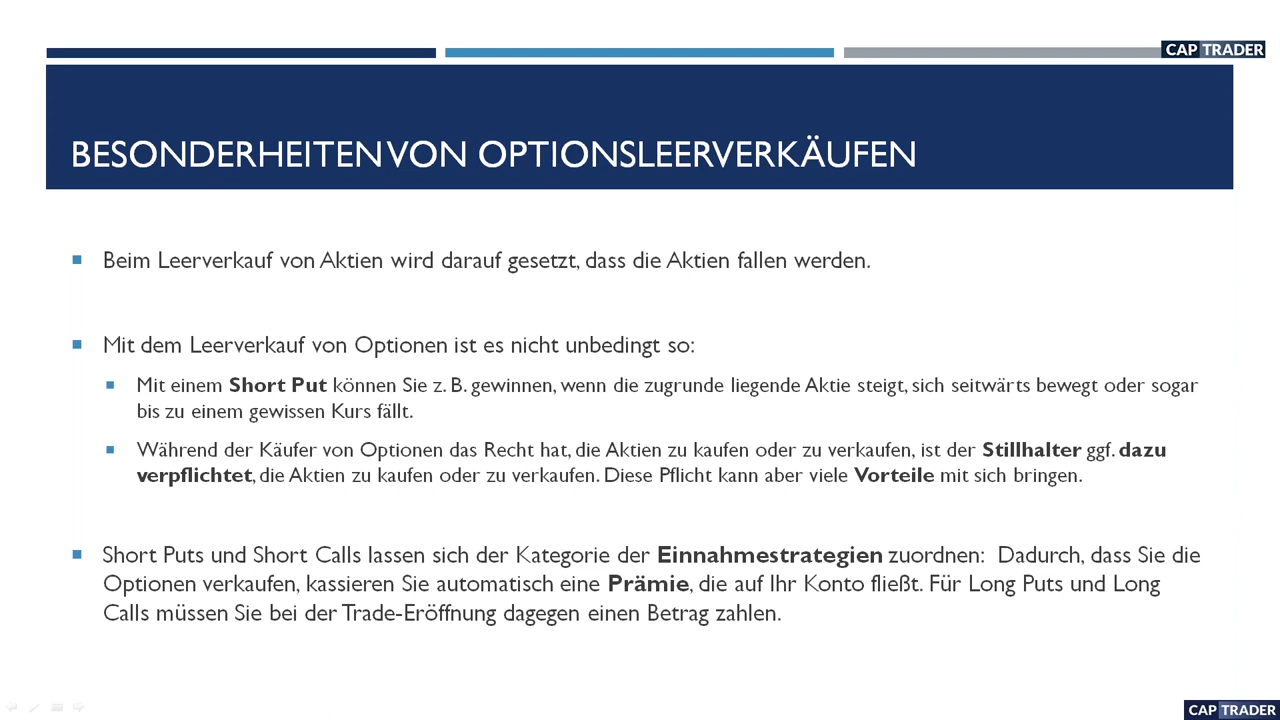 CAP TRADER
BESONDERHEITEN VON OPTIONSLEERVERKÄUFEN
Beim Leerverkauf von Aktien wird darauf gesetzt, dass die Aktien fallen werden.
Mit dem Leerverkauf von Optionen ist es nicht unbedingt so:
Mit einem Short Put können Sie z. B. gewinnen, wenn die zugrunde liegende Aktie steigt, sich seitwärts bewegt oder sogar
bis zu einem gewissen Kurs fällt.
Während der Käufer von Optionen das Recht hat, die Aktien zu kaufen oder zu verkaufen, ist der Stillhalter ggf. dazu
verpflichtet, die Aktien zu kaufen oder zu verkaufen. Diese Pflicht kann aber viele Vorteile mit sich bringen.
Short Puts und Short Calls lassen sich der Kategorie der Einnahmestrategien zuordnen: Dadurch, dass Sie die
Optionen verkaufen, kassieren Sie automatisch eine Prämie, die auf Ihr Konto fließt. Für Long Puts und Long
Calls müssen Sie bei der Trade-Eröffnung dagegen einen Betrag zahlen.
CAP TRADER